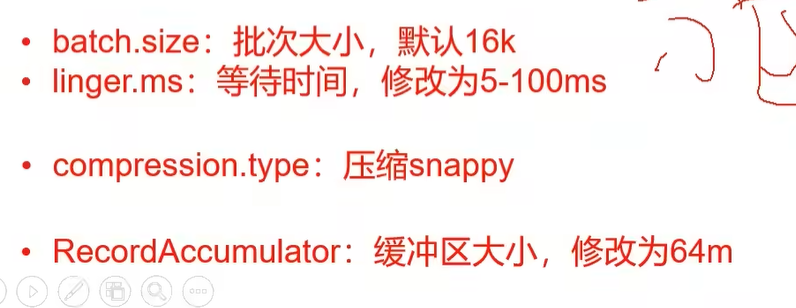 • batch.size：批次大小，默认16k
• linger.ms：等待时间，修改为5-100ms
• compression.type：压缩snappy
• RecordAccumulator：缓冲区大小，修改为64m